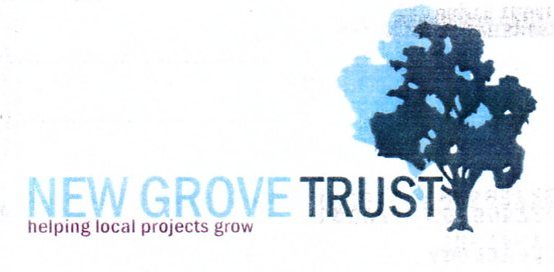 NEW GROVE TRUST
helping local projects grow